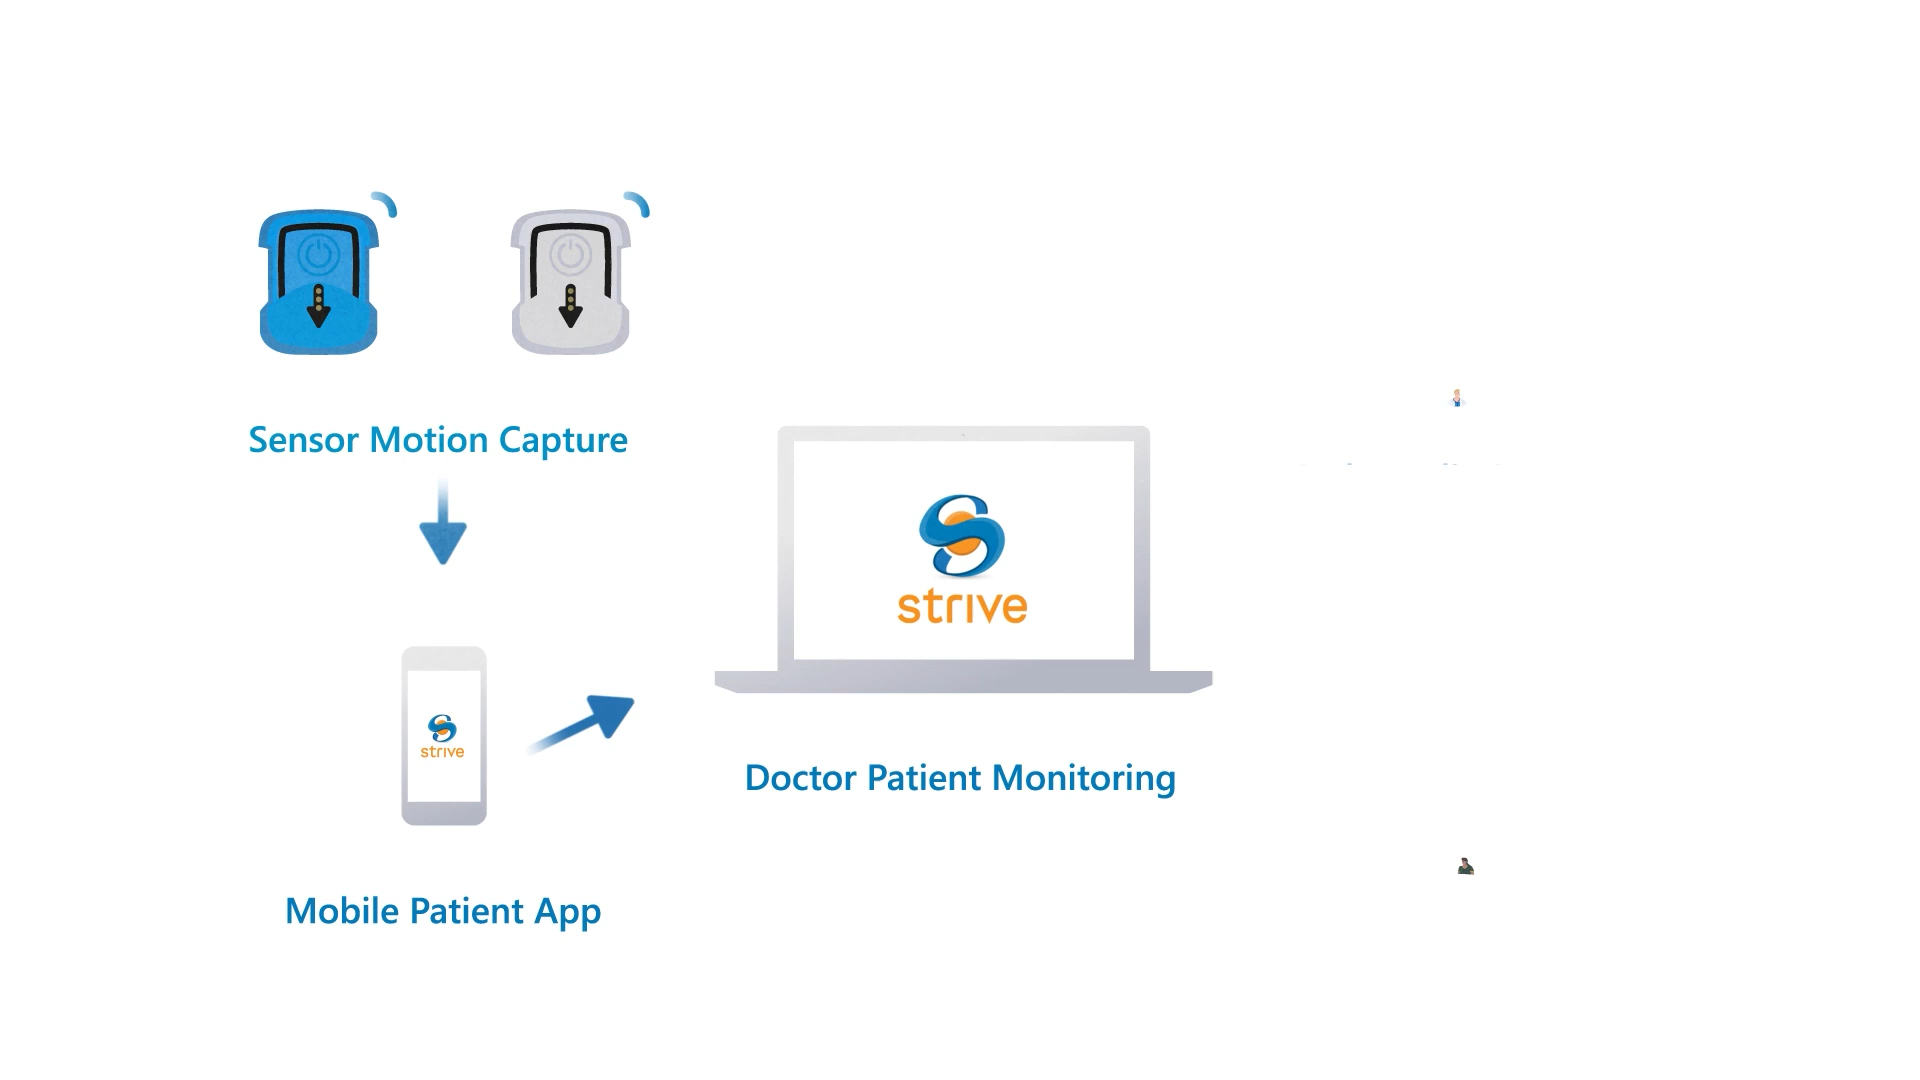 Sensor Motion Capture
strive
strive
Doctor Patient Monitoring
Mobile Patient App